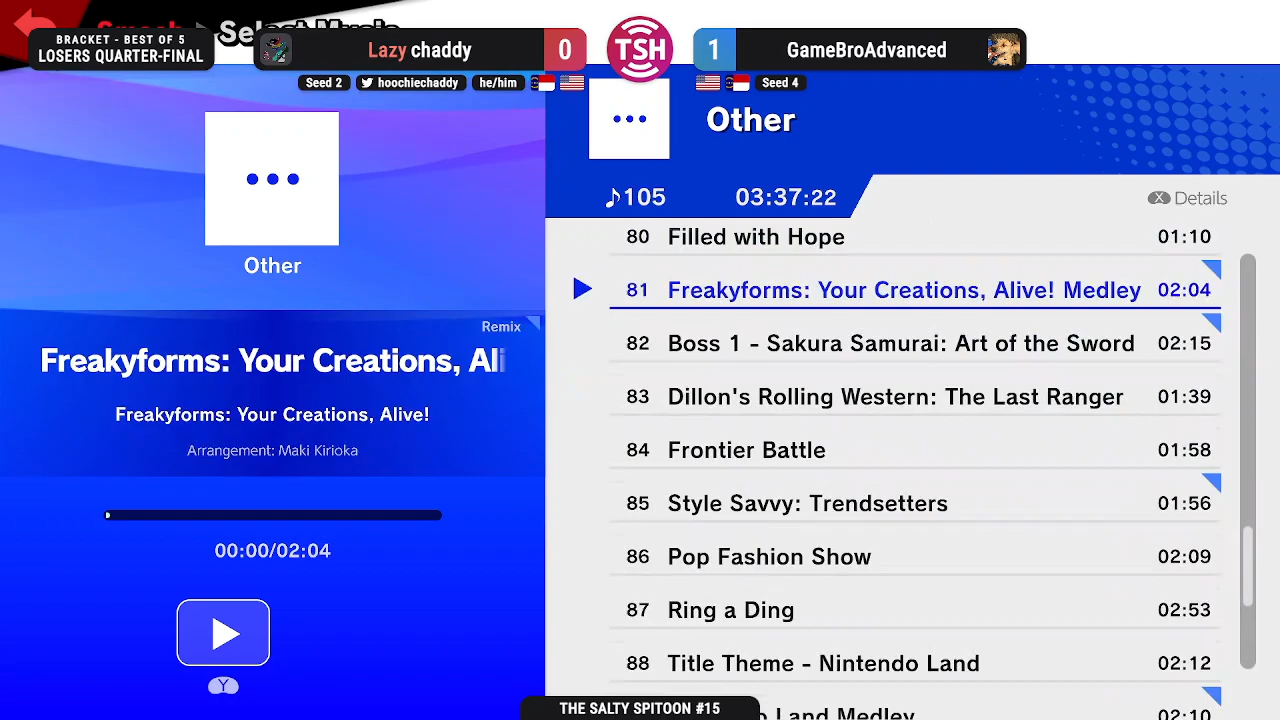 Smash ▶ Select Music
BRACKET - BEST OF 5
LOSERS QUARTER-FINAL
Lazy chaddy
0
TSH
1
GameBroAdvanced
Seed 2
hoochiechaddy
he/him
Seed 4
Other
Remix
Freakyforms: Your Creations, Ali
Freakyforms: Your Creations, Alive!
Arrangement: Maki Kirioka
00:00/02:04
Y
Other
♪105 03:37:22
X Details
80 Filled with Hope 01:10
81 Freakyforms: Your Creations, Alive! Medley 02:04
82 Boss 1 - Sakura Samurai: Art of the Sword 02:15
83 Dillon's Rolling Western: The Last Ranger 01:39
84 Frontier Battle 01:58
85 Style Savvy: Trendsetters 01:56
86 Pop Fashion Show 02:09
87 Ring a Ding 02:53
88 Title Theme - Nintendo Land 02:12
Land Medley 02:10
THE SALTY SPITOON #15